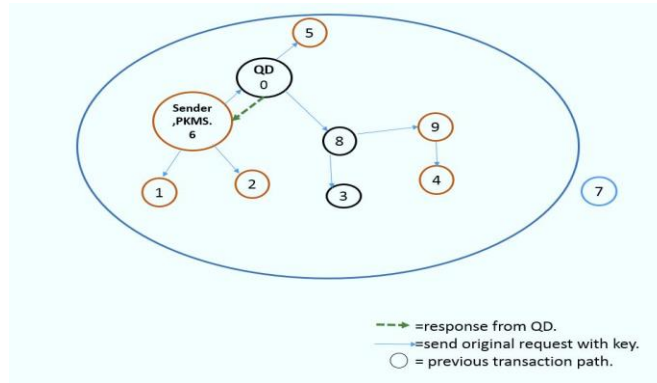 5
QD
0
Sender
,PKMS.
6
9
8
1
2
4
3
7
=response from QD.
=send original request with key.
= previous transaction path.